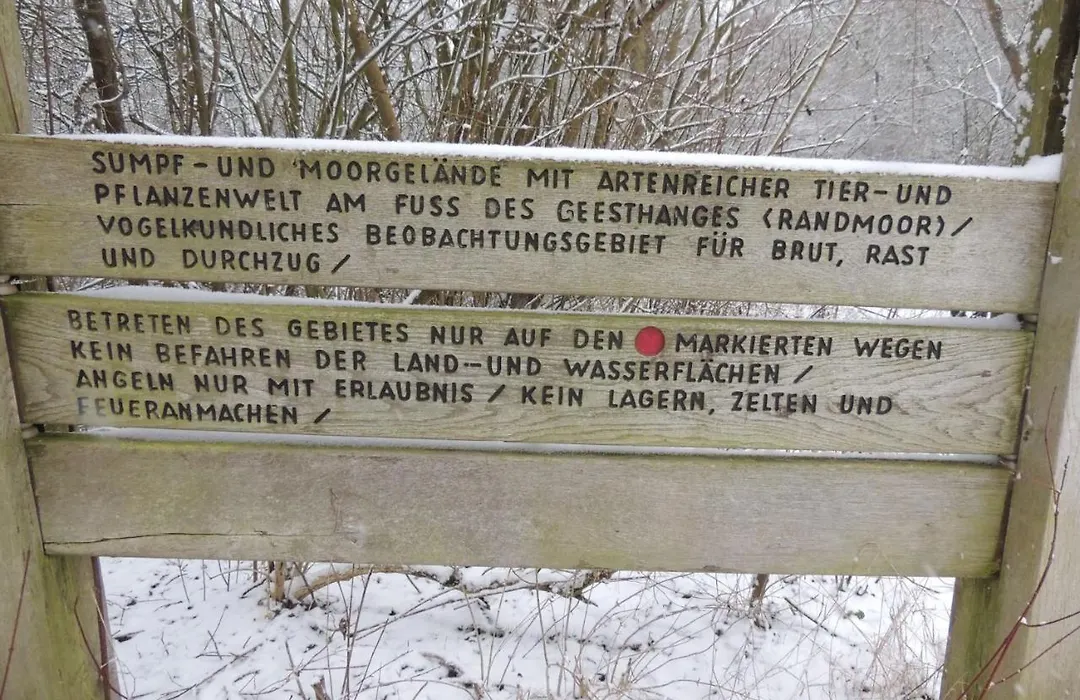 SUMPF-UND MOORGELÄNDE MIT ARTENREICHER TIER-UND
PFLANZENWELT AM FUSS DES GEESTHANGES (RANDMOOR)/
VOGELKUNDLICHES BEOBACHTUNGSGEBIET FÜR BRUT, RAST
UND DURCHZUG/
BETRETEN DES GEBIETES NUR AUF DEN MARKIERTEN WEGEN
KEIN BEFAHREN DER LAND-UND WASSERFLÄCHEN /
ANGELN NUR MIT ERLAUBNIS / KEIN LAGERN, ZELTEN UND
FEUERANMACHEN /